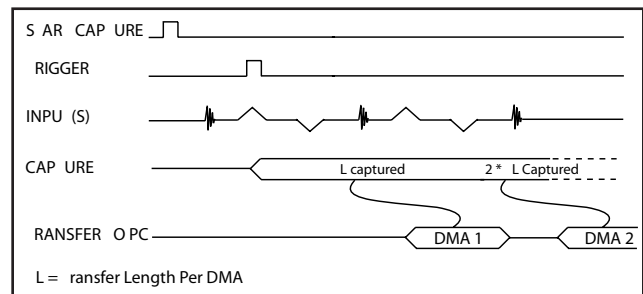 S AR CAP URE
RIGGER
INPU (S)
CAP URE
L captured
2 * L Captured
RANSFER O PC
DMA 1
DMA 2
L = ransfer Length Per DMA